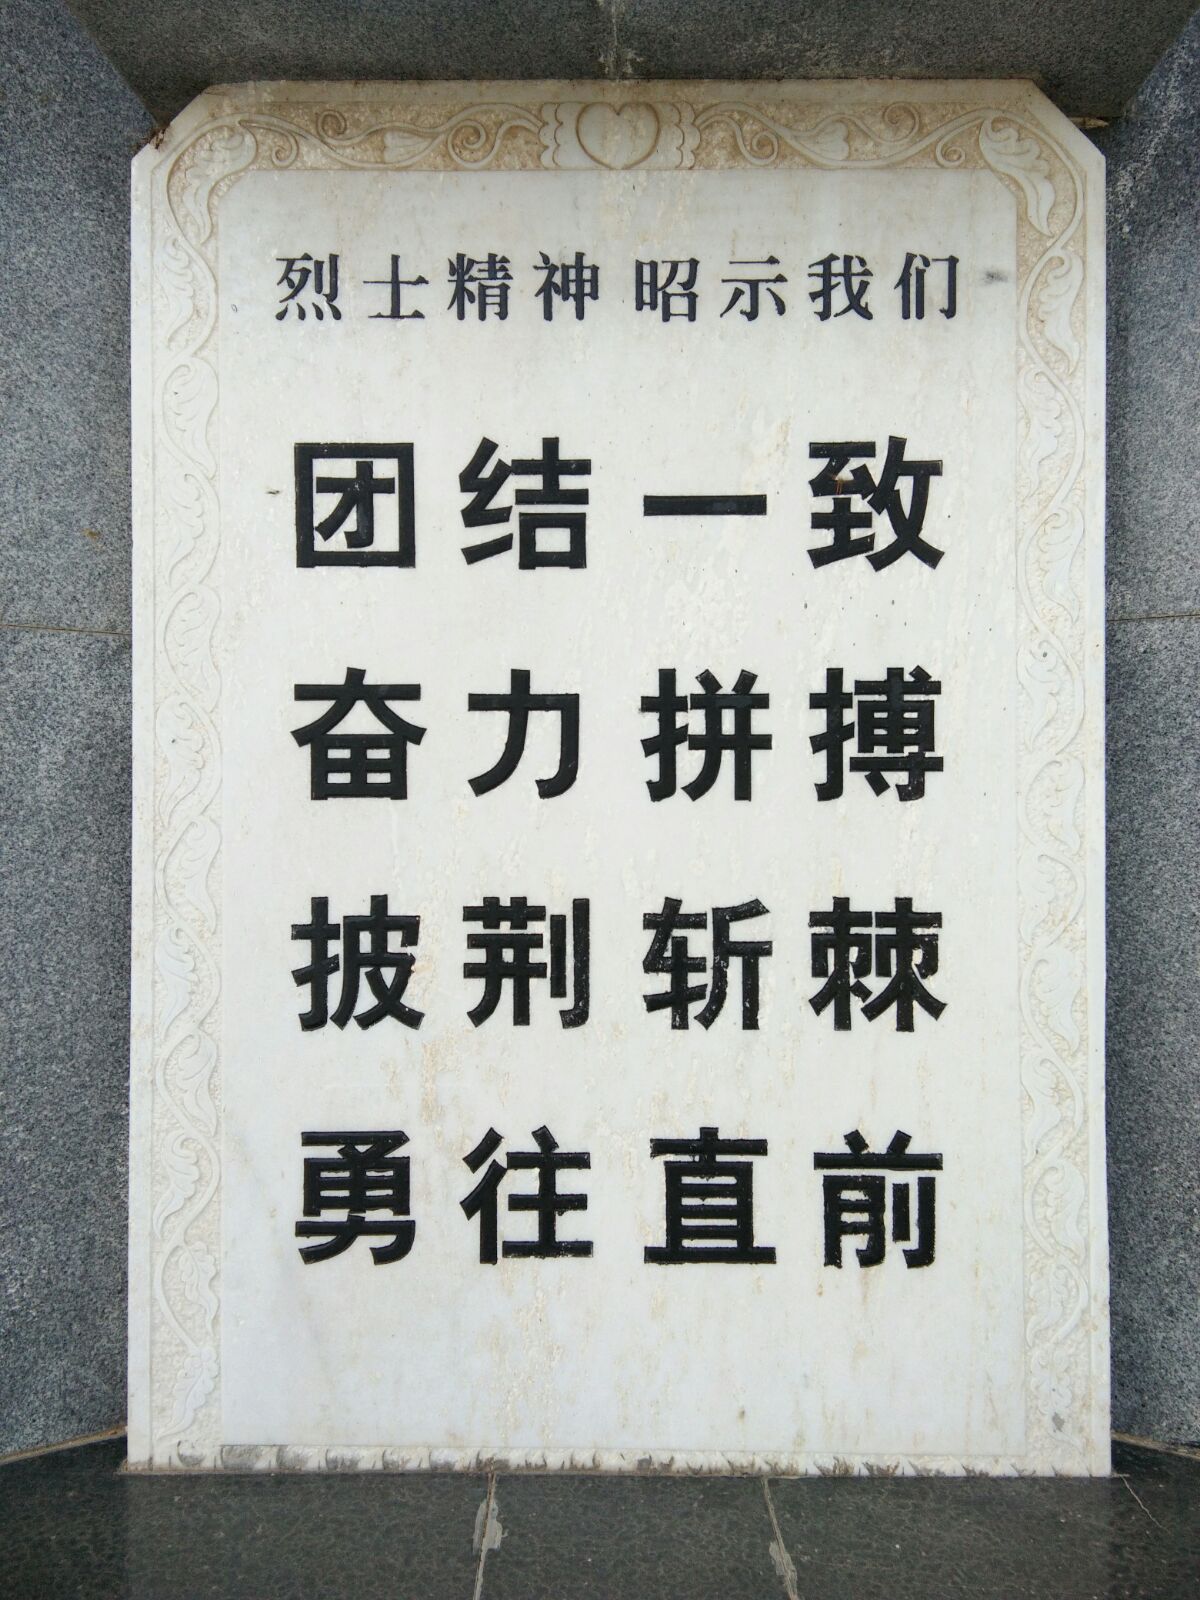 烈士精神 昭示我们
团结一致
奋力拼搏
披荆斩棘
勇往直前